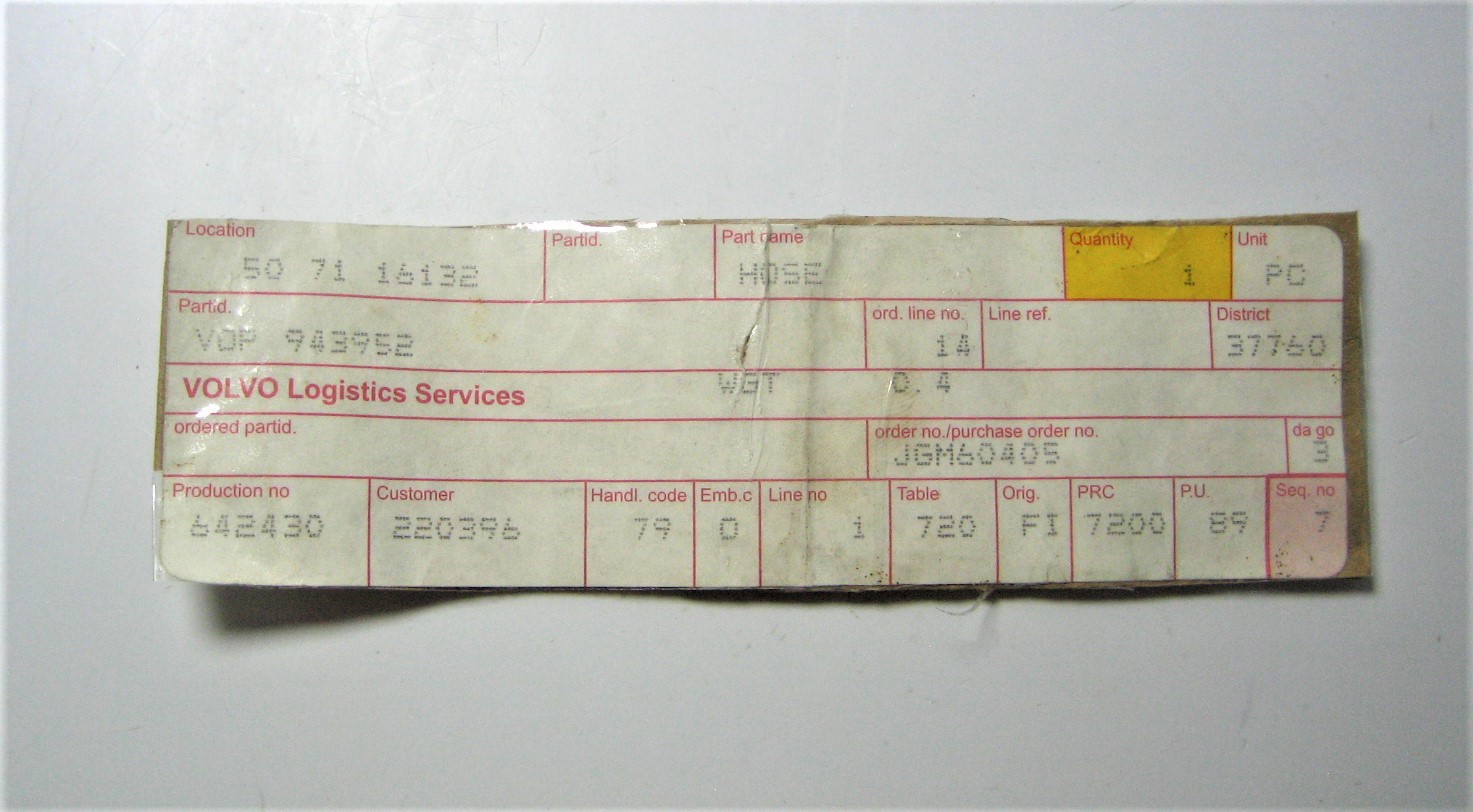 Location Partid. Part name Quantity Unit
50 71 16132 HOSE 1 PC
Partid. ord. line no. Line ref. District
VOP 943952 14 37760
VOLVO Logistics Services WGT 0.4
ordered partid. order no./purchase order no. da go
JGM60405 3
Production no Customer Handl. code Emb.c Line no Table Orig. PRC P.U. Seq. no
642430 220396 79 0 1 720 FI 7200 89 7